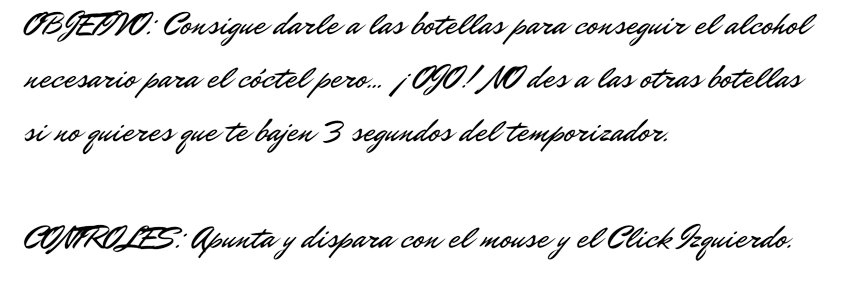 OBJETIVO: Consigue darle a las botellas para conseguir el alcohol
necesario para el cóctel pero... ¡OJO! NO des a las otras botellas
si no quieres que te bajen 3 segundos del temporizador.
CONTROLES: Apunta y dispara con el mouse y el Click Izquierdo.